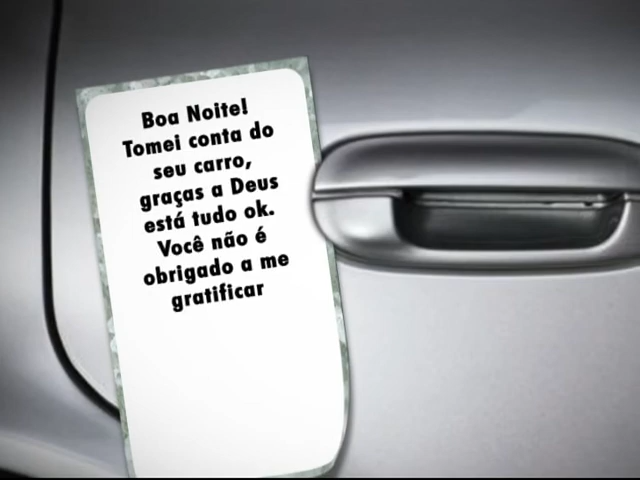 Boa Noite!
Tomei conta do
seu carro,
graças a Deus
está tudo ok.
Você não é
obrigado a me
gratificar